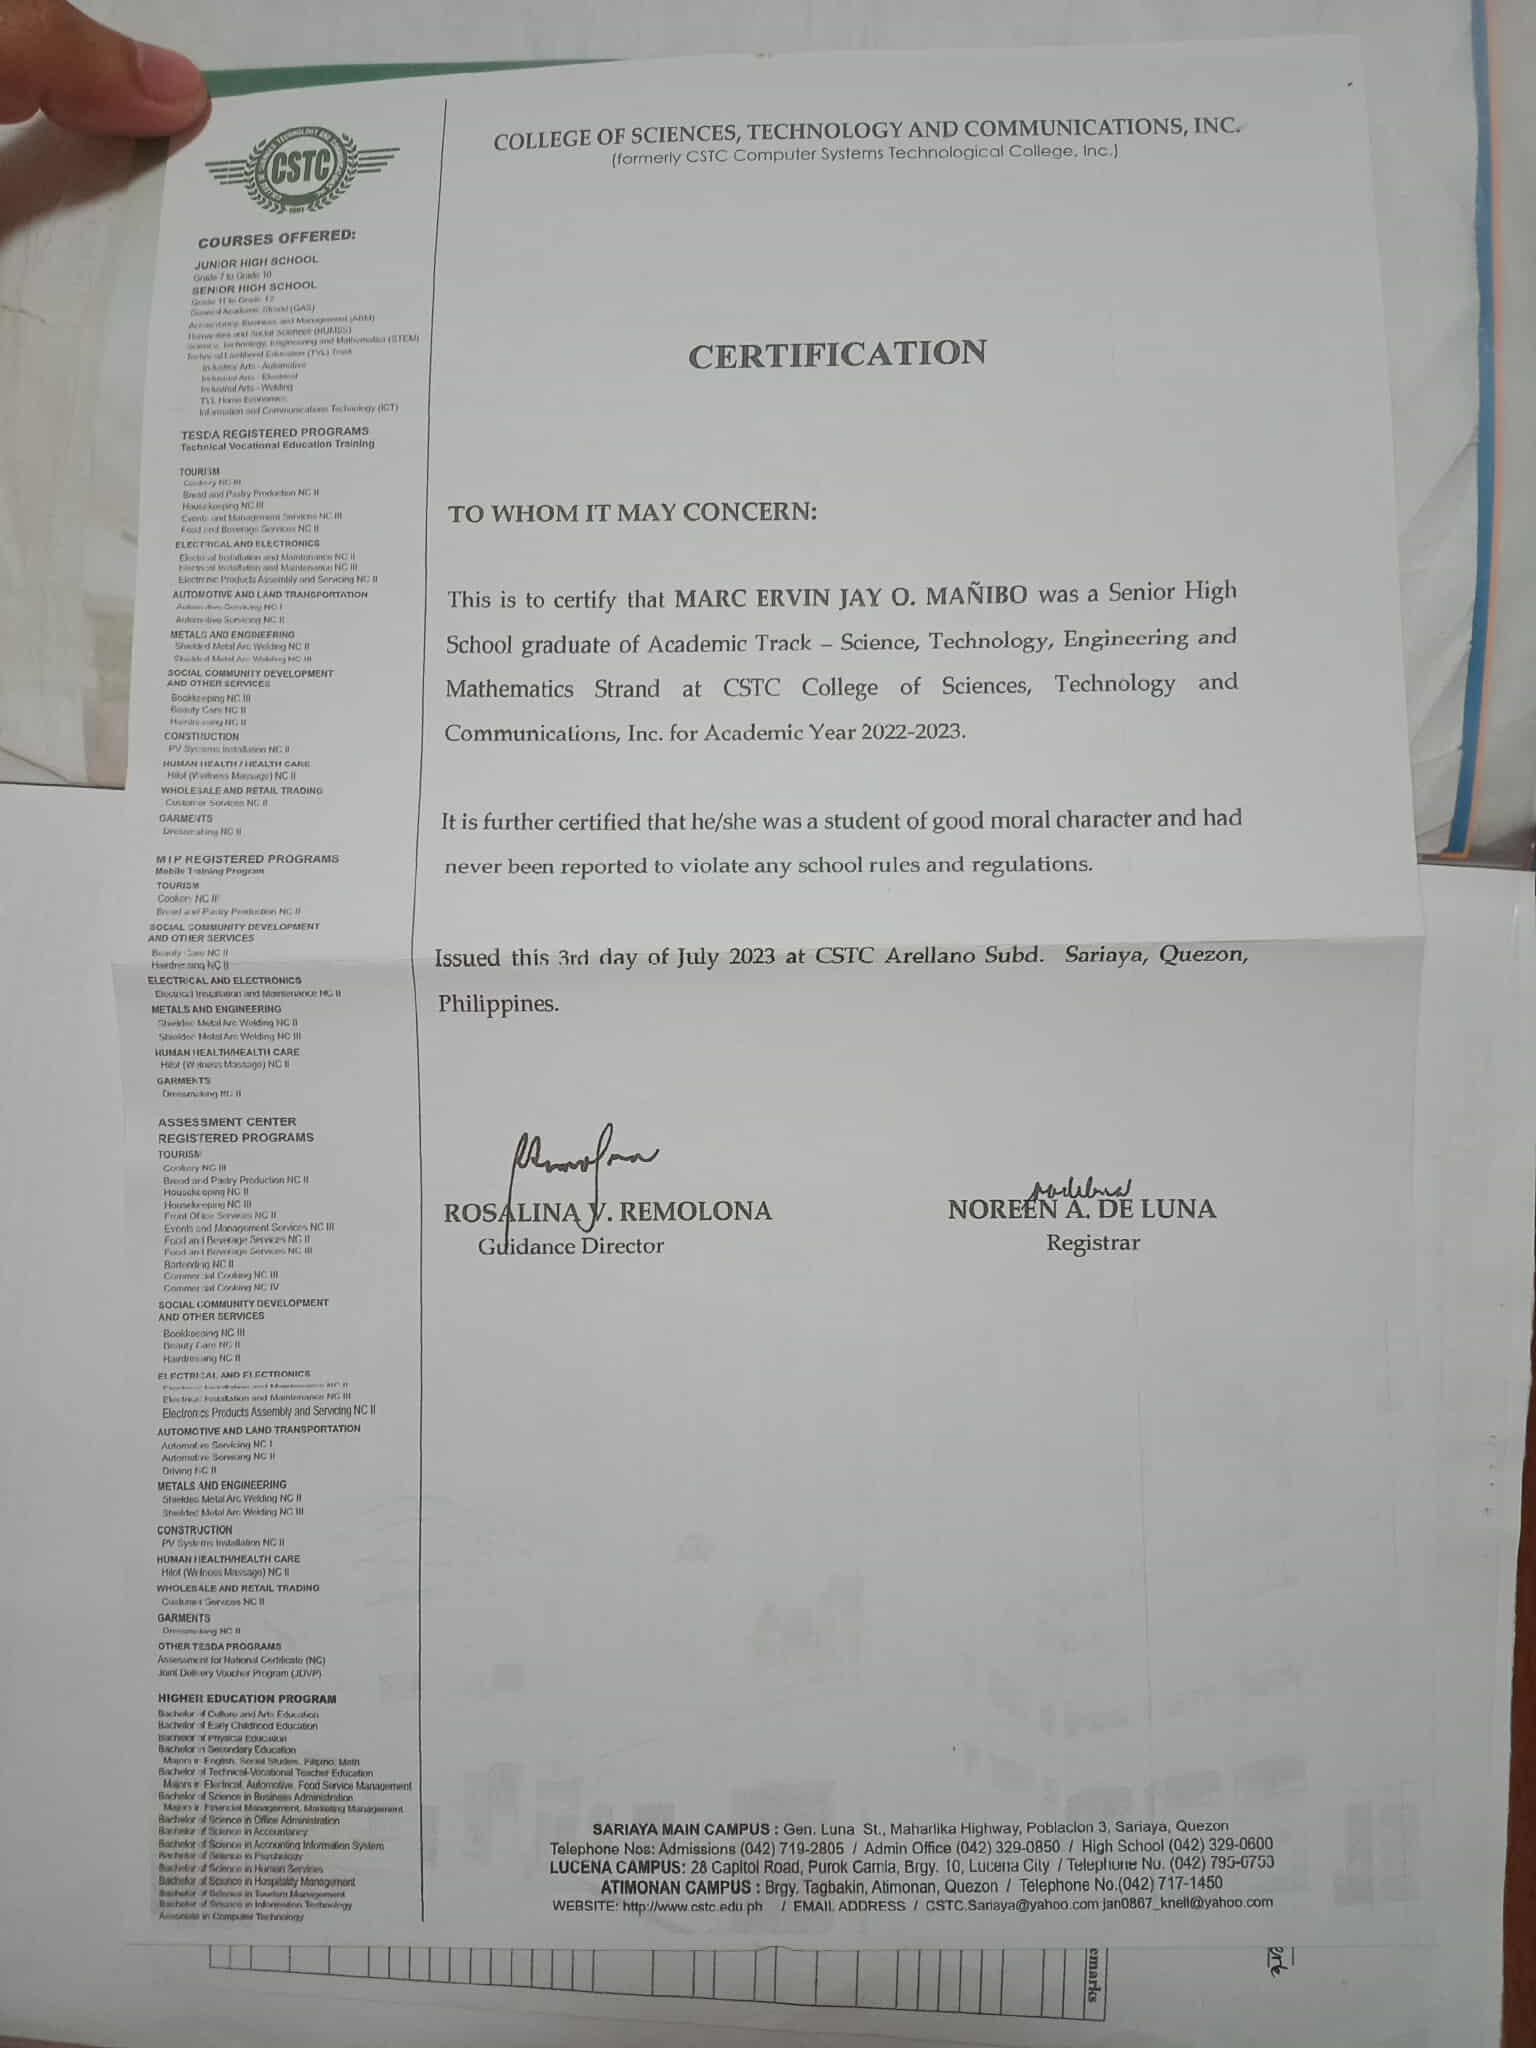 CSTC
COURSES OFFERED:
JUNIOR HIGH SCHOOL
Grade 7 to Grade 10
SENIOR HIGH SCHOOL
Grade 11 to Grade 12
General Academic Strand (GAS)
Accountancy, Business and Management (ABM)
Humanities and Social Sciences (HUMSS)
Science, Technology, Engineering and Mathematics (STEM)
Technical Livelihood Education (TVL) Track
Industrial Arts - Automotive
Industrial Arts - Electrical
Industrial Arts - Welding
TVL Home Economics
Information and Communications Technology (ICT)
TESDA REGISTERED PROGRAMS
Technical Vocational Education Training
TOURISM
Cookery NC III
Bread and Pastry Production NC II
Housekeeping NC III
Events and Management Services NC III
Food and Beverage Services NC II
ELECTRICAL AND ELECTRONICS
Electrical Installation and Maintenance NC II
Electrical Installation and Maintenance NC III
Electronic Products Assembly and Servicing NC II
AUTOMOTIVE AND LAND TRANSPORTATION
Automotive Servicing NC I
Automotive Servicing NC II
METALS AND ENGINEERING
Shielded Metal Arc Welding NC II
Shielded Metal Arc Welding NC III
SOCIAL COMMUNITY DEVELOPMENT
AND OTHER SERVICES
Bookkeeping NC III
Beauty Care NC II
Hairdressing NC II
CONSTRUCTION
PV Systems Installation NC II
HUMAN HEALTH / HEALTH CARE
Hilot (Wellness Massage) NC II
WHOLESALE AND RETAIL TRADING
Customer Services NC II
GARMENTS
Dressmaking NC II
MTP REGISTERED PROGRAMS
Mobile Training Program
TOURISM
Cookery NC II
Bread and Pastry Production NC II
SOCIAL COMMUNITY DEVELOPMENT
AND OTHER SERVICES
Beauty Care NC II
Hairdressing NC II
ELECTRICAL AND ELECTRONICS
Electrical Installation and Maintenance NC II
METALS AND ENGINEERING
Shielded Metal Arc Welding NC II
Shielded Metal Arc Welding NC III
HUMAN HEALTH/HEALTH CARE
Hilot (Wellness Massage) NC II
GARMENTS
Dressmaking NC II
ASSESSMENT CENTER
REGISTERED PROGRAMS
TOURISM
Cookery NC III
Bread and Pastry Production NC II
Housekeeping NC II
Housekeeping NC III
Front Office Services NC II
Events and Management Services NC III
Food and Beverage Services NC II
Food and Beverage Services NC III
Bartending NC II
Commercial Cooking NC III
Commercial Cooking NC IV
SOCIAL COMMUNITY DEVELOPMENT
AND OTHER SERVICES
Bookkeeping NC III
Beauty Care NC II
Hairdressing NC II
ELECTRICAL AND ELECTRONICS
Electrical Installation and Maintenance NC II
Electrical Installation and Maintenance NC III
Electronics Products Assembly and Servicing NC II
AUTOMOTIVE AND LAND TRANSPORTATION
Automotive Servicing NC I
Automotive Servicing NC II
Driving NC II
METALS AND ENGINEERING
Shielded Metal Arc Welding NC II
Shielded Metal Arc Welding NC III
CONSTRUCTION
PV Systems Installation NC II
HUMAN HEALTH/HEALTH CARE
Hilot (Wellness Massage) NC II
WHOLESALE AND RETAIL TRADING
Customer Services NC II
GARMENTS
Dressmaking NC II
OTHER TESDA PROGRAMS
Assessment for National Certificate (NC)
Joint Delivery Voucher Program (JDVP)
HIGHER EDUCATION PROGRAM
Bachelor of Culture and Arts Education
Bachelor of Early Childhood Education
Bachelor of Physical Education
Bachelor in Secondary Education
Majors in English, Social Studies, Filipino, Math
Bachelor of Technical-Vocational Teacher Education
Majors in Electrical, Automotive, Food Service Management
Bachelor of Science in Business Administration
Majors in Financial Management, Marketing Management
Bachelor of Science in Office Administration
Bachelor of Science in Accountancy
Bachelor of Science in Accounting Information System
Bachelor of Science in Psychology
Bachelor of Science in Human Services
Bachelor of Science in Hospitality Management
Bachelor of Science in Tourism Management
Bachelor of Science in Information Technology
Associate in Computer Technology
COLLEGE OF SCIENCES, TECHNOLOGY AND COMMUNICATIONS, INC.
(formerly CSTC Computer Systems Technological College, Inc.)
CERTIFICATION
TO WHOM IT MAY CONCERN:
This is to certify that MARC ERVIN JAY O. MAÑIBO was a Senior High
School graduate of Academic Track – Science, Technology, Engineering and
Mathematics Strand at CSTC College of Sciences, Technology and
Communications, Inc. for Academic Year 2022-2023.
It is further certified that he/she was a student of good moral character and had
never been reported to violate any school rules and regulations.
Issued this 3rd day of July 2023 at CSTC Arellano Subd. Sariaya, Quezon,
Philippines.
ROSALINA V. REMOLONA
Guidance Director
NOREEN A. DE LUNA
Registrar
SARIAYA MAIN CAMPUS : Gen. Luna St., Maharlika Highway, Poblacion 3, Sariaya, Quezon
Telephone Nos: Admissions (042) 719-2805 / Admin Office (042) 329-0850 / High School (042) 329-0600
LUCENA CAMPUS: 28 Capitol Road, Purok Camia, Brgy. 10, Lucena City / Telephone No. (042) 795-0753
ATIMONAN CAMPUS : Brgy. Tagbakin, Atimonan, Quezon / Telephone No.(042) 717-1450
WEBSITE: http://www.cstc.edu.ph / EMAIL ADDRESS / CSTC.Sariaya@yahoo.com jan0867_knell@yahoo.com
emarks